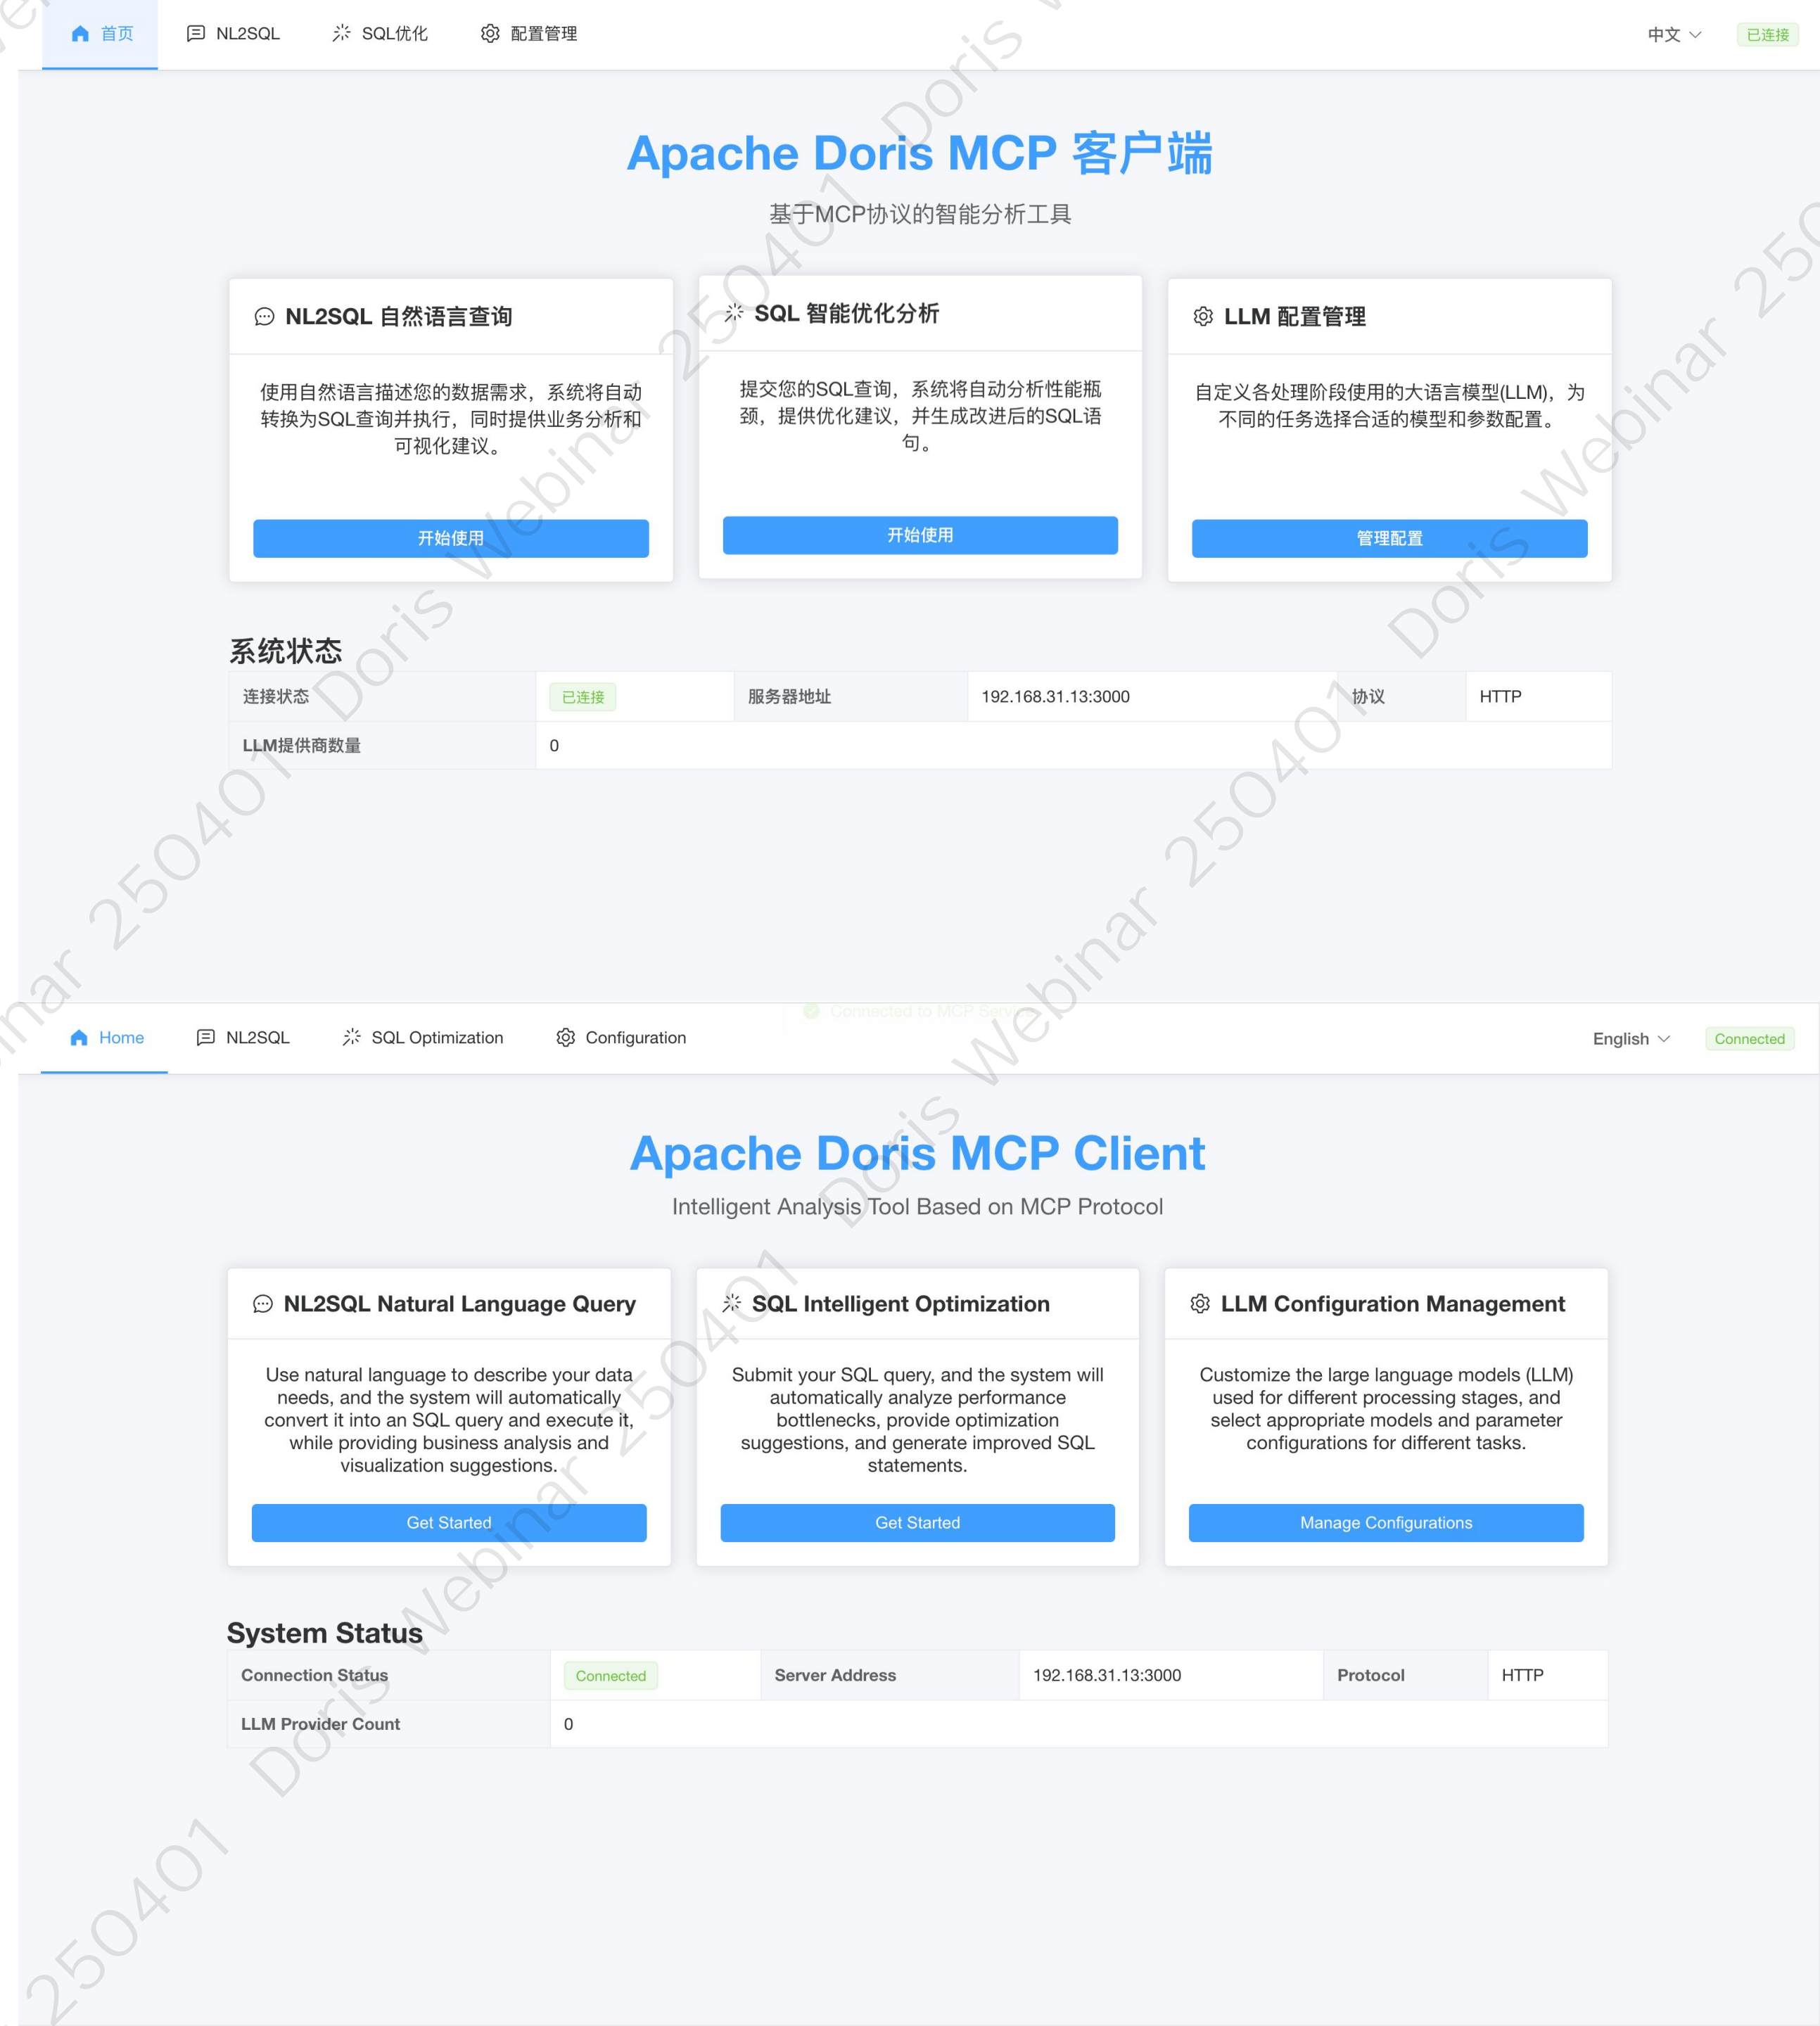 首页 NL2SQL SQL优化 配置管理 中文 已连接
Apache Doris MCP 客户端
基于MCP协议的智能分析工具
NL2SQL 自然语言查询
使用自然语言描述您的数据需求，系统将自动
转换为SQL查询并执行，同时提供业务分析和
可视化建议。
开始使用
SQL 智能优化分析
提交您的SQL查询，系统将自动分析性能瓶
颈，提供优化建议，并生成改进后的SQL语
句。
开始使用
LLM 配置管理
自定义各处理阶段使用的大语言模型(LLM)，为
不同的任务选择合适的模型和参数配置。
管理配置
系统状态
连接状态 已连接 服务器地址 192.168.31.13:3000 协议 HTTP
LLM提供商数量 0
Connected to MCP
Home NL2SQL SQL Optimization Configuration English Connected
Apache Doris MCP Client
Intelligent Analysis Tool Based on MCP Protocol
NL2SQL Natural Language Query
Use natural language to describe your data
needs, and the system will automatically
convert it into an SQL query and execute it,
while providing business analysis and
visualization suggestions.
Get Started
SQL Intelligent Optimization
Submit your SQL query, and the system will
automatically analyze performance
bottlenecks, provide optimization
suggestions, and generate improved SQL
statements.
Get Started
LLM Configuration Management
Customize the large language models (LLM)
used for different processing stages, and
select appropriate models and parameter
configurations for different tasks.
Manage Configurations
System Status
Connection Status Connected Server Address 192.168.31.13:3000 Protocol HTTP
LLM Provider Count 0
Doris Webinar 250401
Doris Webinar 250401
Doris Webinar 250401